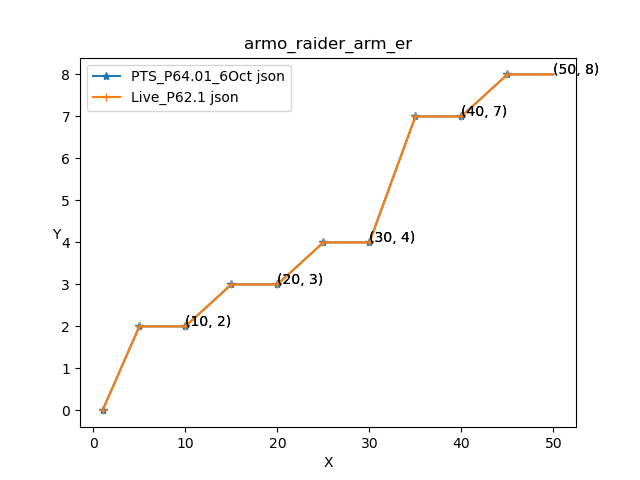 armo_raider_arm_er
PTS_P64.01_6Oct json
Live_P62.1 json
8
7
6
5
4
3
2
1
0
Y
(50, 8)
(40, 7)
(30, 4)
(20, 3)
(10, 2)
0 10 20 30 40 50
X